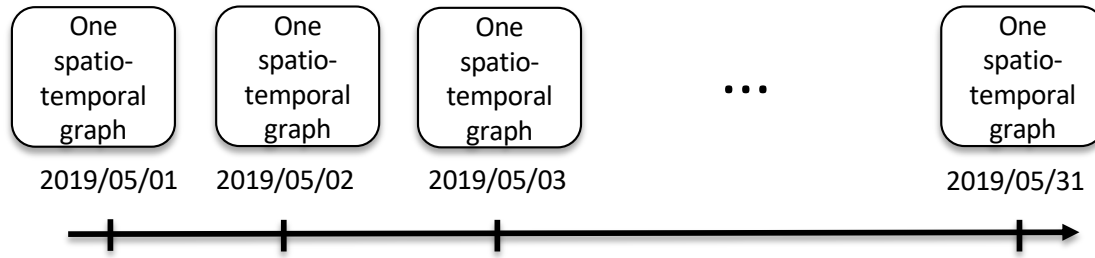 One
spatio-
temporal
graph
One
spatio-
temporal
graph
One
spatio-
temporal
graph
...
One
spatio-
temporal
graph
2019/05/01
2019/05/02
2019/05/03
2019/05/31